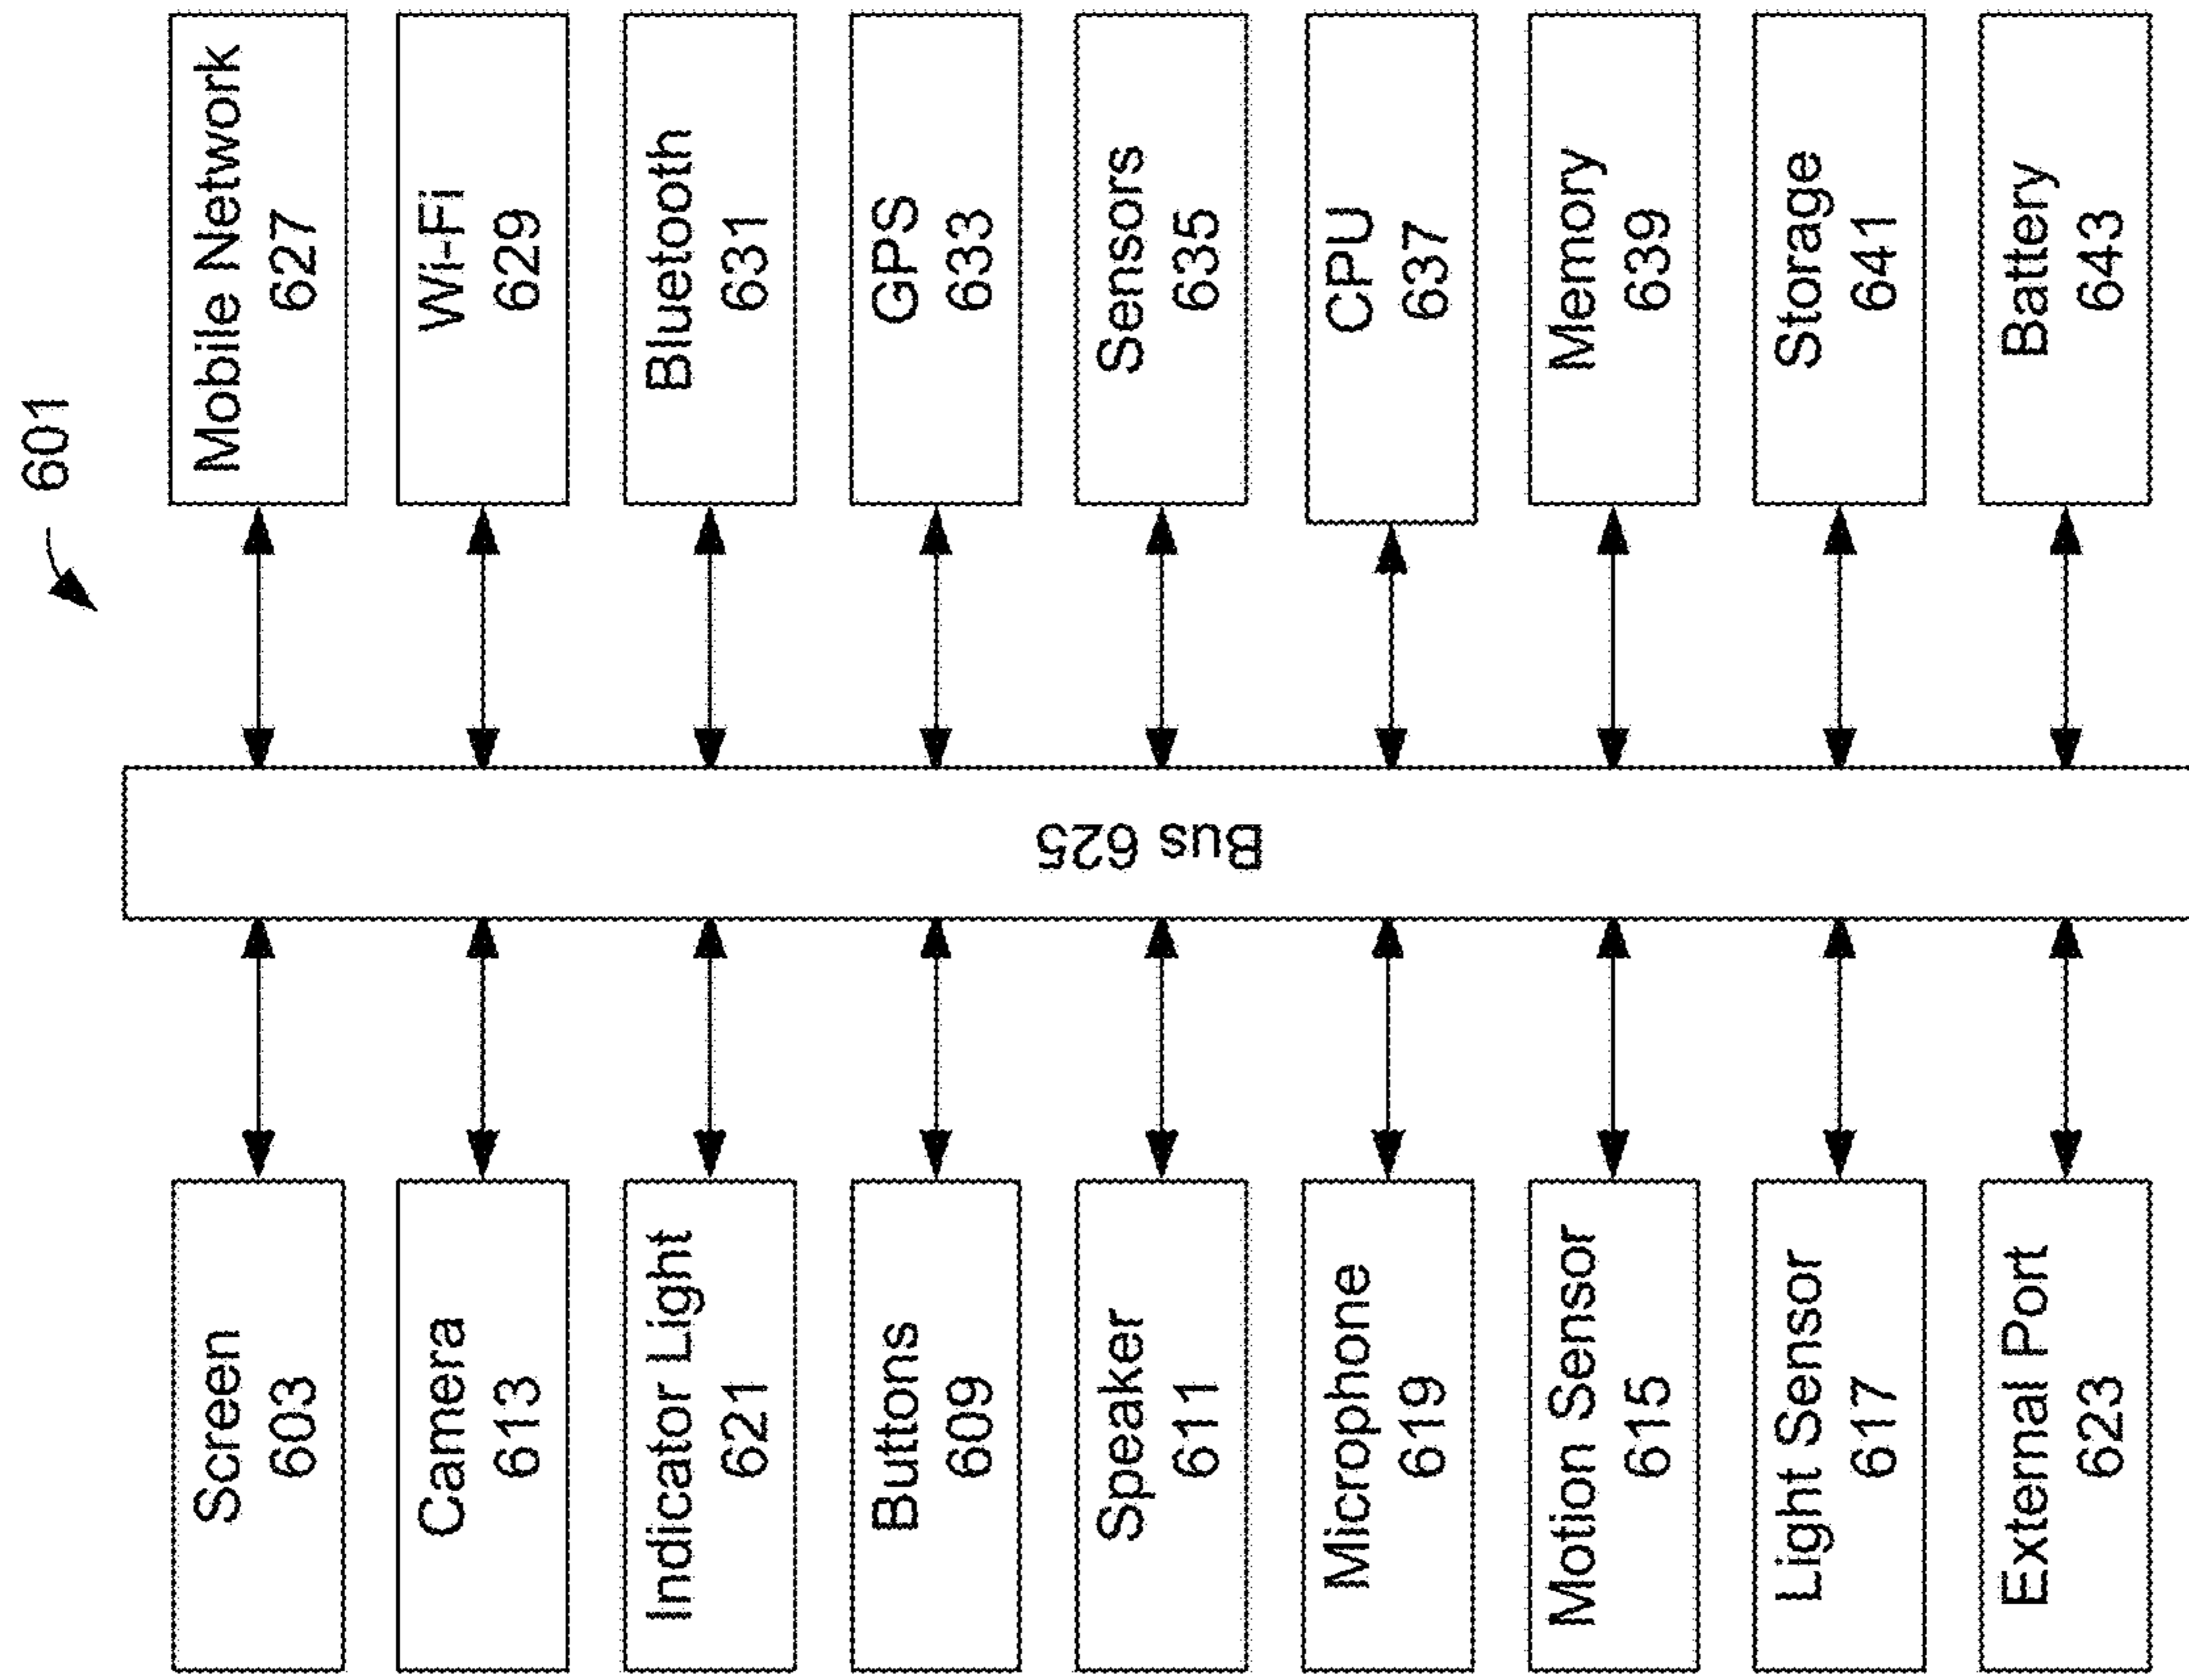 601
Screen
603
Camera
613
Indicator Light
621
Buttons
609
Speaker
611
Microphone
619
Motion Sensor
615
Light Sensor
617
External Port
623
Bus 625
Mobile Network
627
Wi-Fi
629
Bluetooth
631
GPS
633
Sensors
635
CPU
637
Memory
639
Storage
641
Battery
643